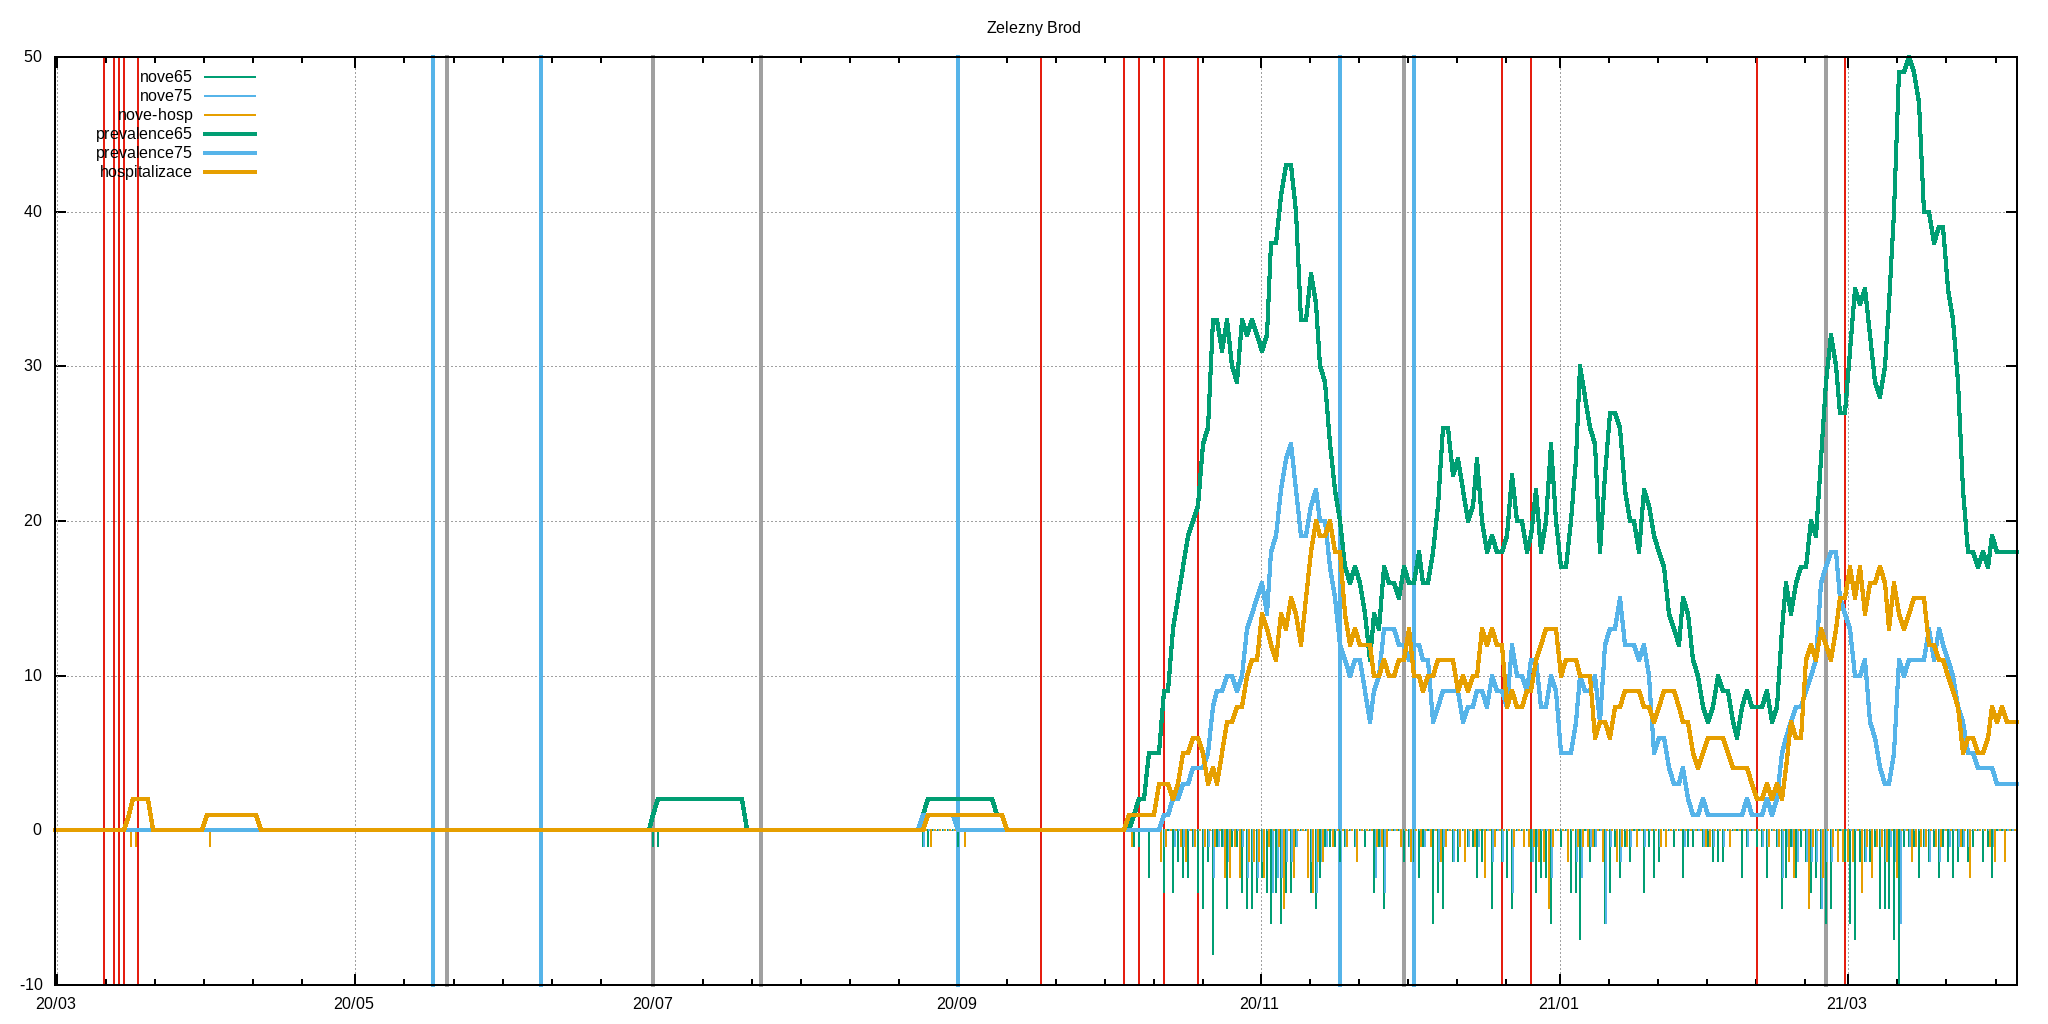 Zelezny Brod
50
nove65
nove75
nove-hosp
prevalence65
prevalence75
hospitalizace
40
30
20
10
0
-10
20/03 20/05 20/07 20/09 20/11 21/01 21/03